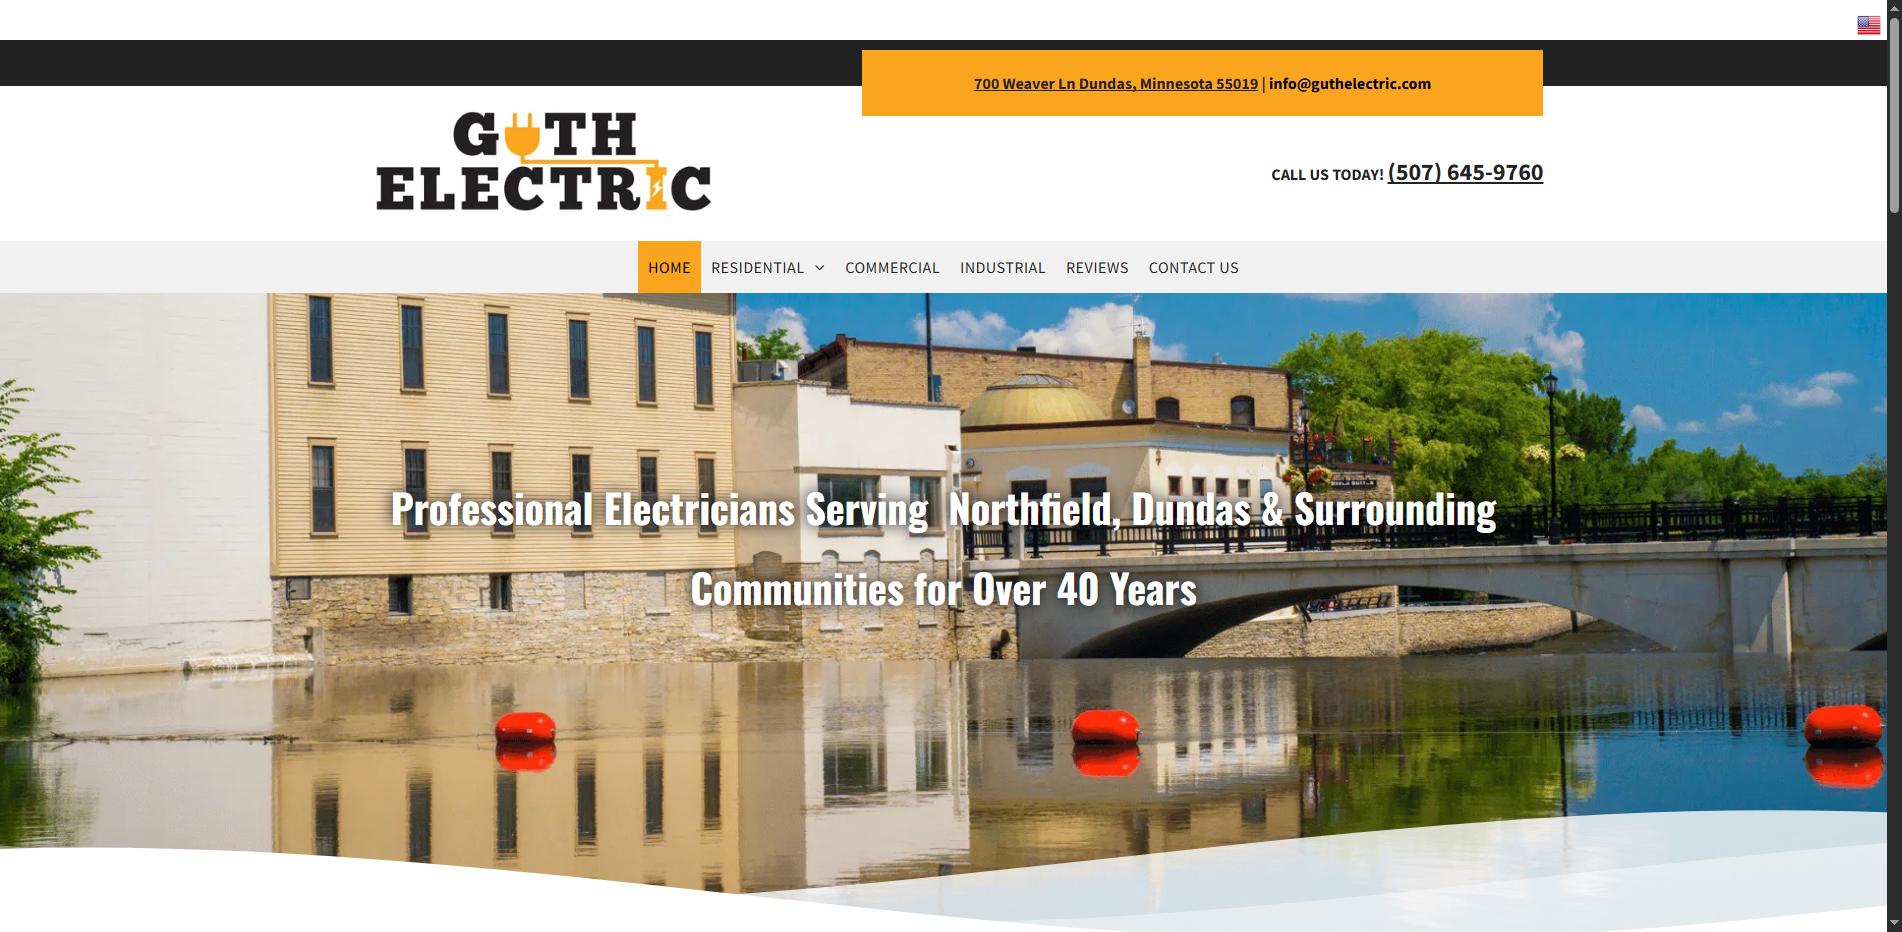 700 Weaver Ln Dundas, Minnesota 55019 | info@guthelectric.com
GUTH
ELECTRIC
CALL US TODAY! (507) 645-9760
HOME RESIDENTIAL COMMERCIAL INDUSTRIAL REVIEWS CONTACT US
Professional Electricians Serving Northfield, Dundas & Surrounding
Communities for Over 40 Years